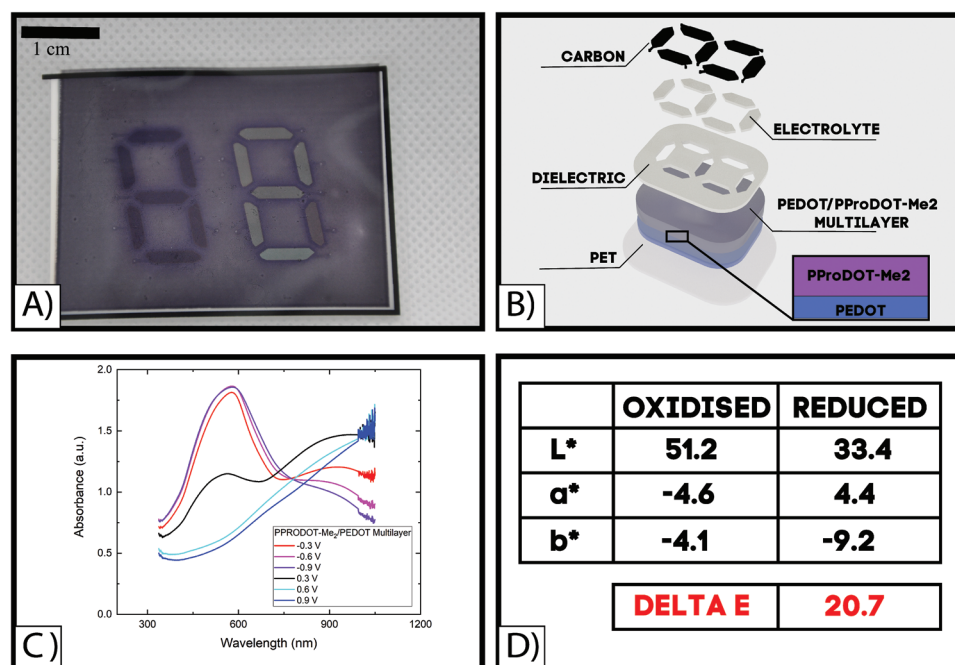 1 cm
A)
CARBON
ELECTROLYTE
DIELECTRIC
PEDOT/PProDOT-Me2
MULTILAYER
PET
PProDOT-Me2
PEDOT
B)
2.0
1.5
1.0
0.5
0.0
Absorbance (a.u.)
PPRODOT-Me₂/PEDOT Multilayer
-0.3 V
-0.6 V
-0.9 V
0.3 V
0.6 V
0.9 V
300 600 900 1200
Wavelength (nm)
C)
OXIDISED REDUCED
L* 51.2 33.4
a* -4.6 4.4
b* -4.1 -9.2
DELTA E 20.7
D)